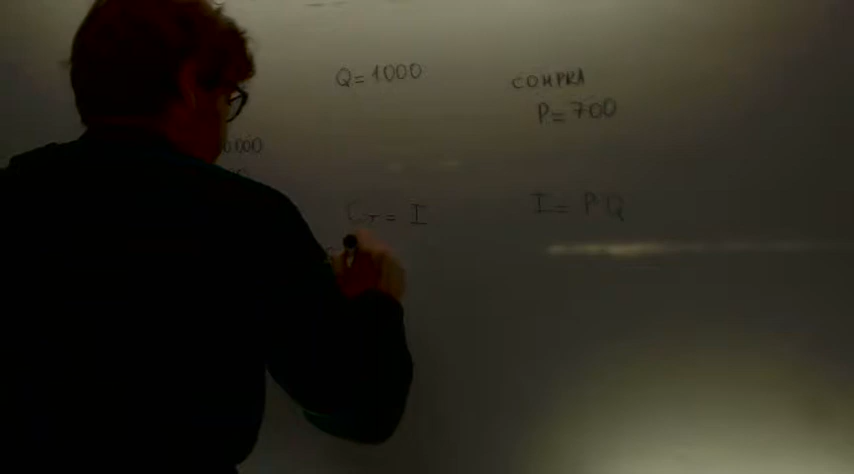 Q=1000
COMPRA
P=700
0.000
C_T = I
I= P Q